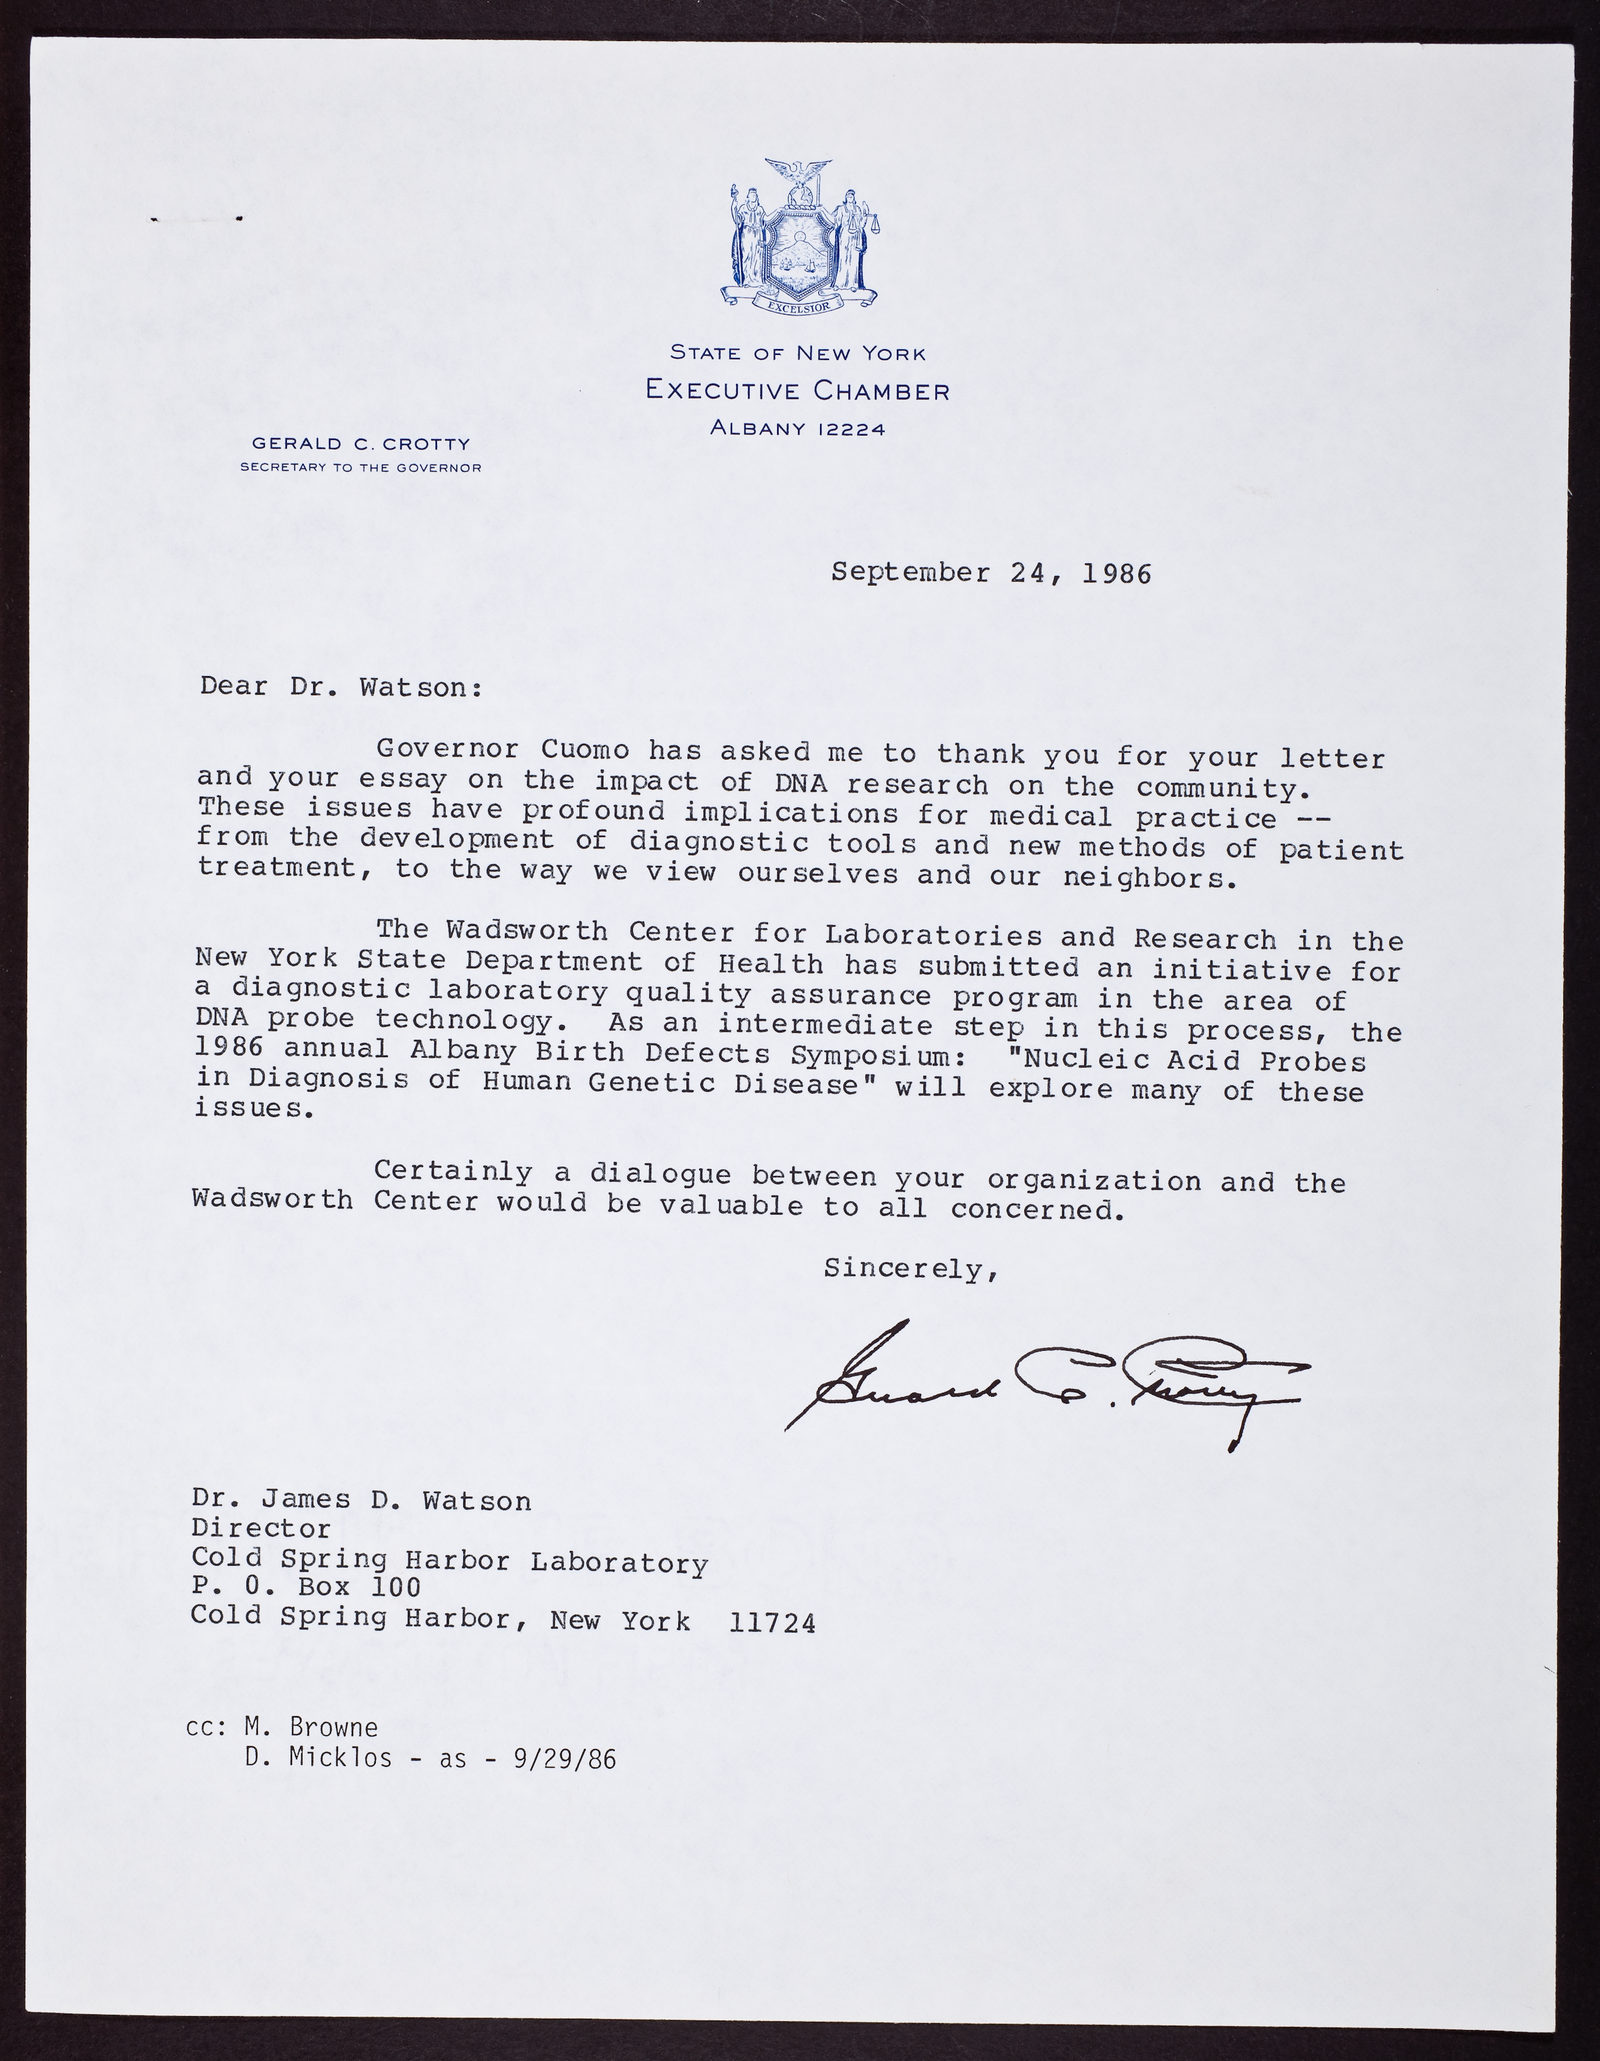 EXCELSIOR
STATE OF NEW YORK
EXECUTIVE CHAMBER
ALBANY 12224
GERALD C. CROTTY
SECRETARY TO THE GOVERNOR
September 24, 1986
Dear Dr. Watson:
Governor Cuomo has asked me to thank you for your letter
and your essay on the impact of DNA research on the community.
These issues have profound implications for medical practice --
from the development of diagnostic tools and new methods of patient
treatment, to the way we view ourselves and our neighbors.
The Wadsworth Center for Laboratories and Research in the
New York State Department of Health has submitted an initiative for
a diagnostic laboratory quality assurance program in the area of
DNA probe technology. As an intermediate step in this process, the
1986 annual Albany Birth Defects Symposium: "Nucleic Acid Probes
in Diagnosis of Human Genetic Disease" will explore many of these
issues.
Certainly a dialogue between your organization and the
Wadsworth Center would be valuable to all concerned.
Sincerely,
Gerald C. Crotty
Dr. James D. Watson
Director
Cold Spring Harbor Laboratory
P. O. Box 100
Cold Spring Harbor, New York 11724
cc: M. Browne
D. Micklos - as - 9/29/86